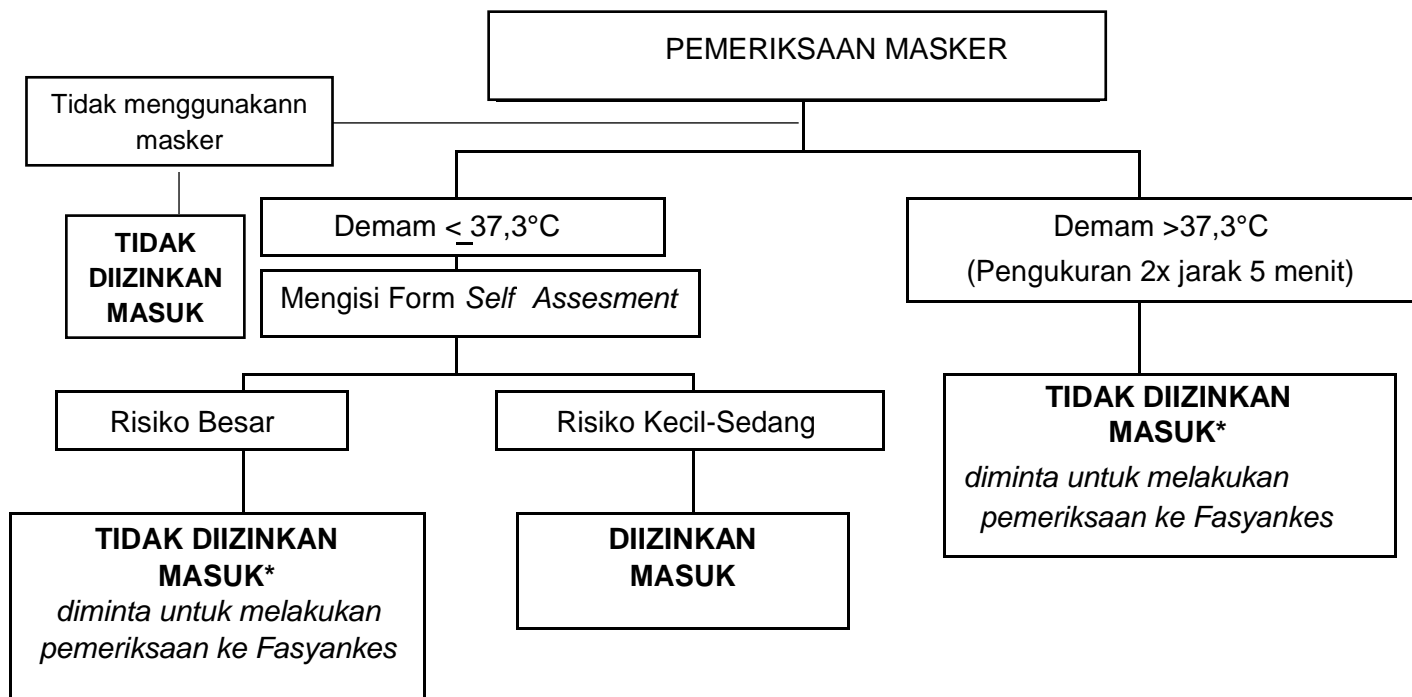 PEMERIKSAAN MASKER
Tidak menggunakann
masker
TIDAK
DIIZINKAN
MASUK
Demam < 37,3°C
Mengisi Form Self Assesment
Demam >37,3°C
(Pengukuran 2x jarak 5 menit)
Risiko Besar
Risiko Kecil-Sedang
TIDAK DIIZINKAN
MASUK*
diminta untuk melakukan
pemeriksaan ke Fasyankes
DIIZINKAN
MASUK
TIDAK DIIZINKAN
MASUK*
diminta untuk melakukan
pemeriksaan ke Fasyankes